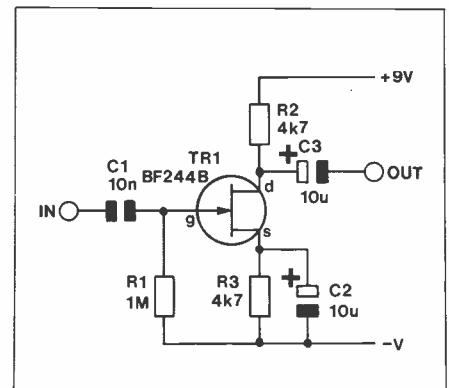 +9V
R2
4k7
TR1
BF244B
C3
+
10u
OUT
C1
10n
IN
d
g
s
R1
1M
R3
4k7
+
C2
10u
-V